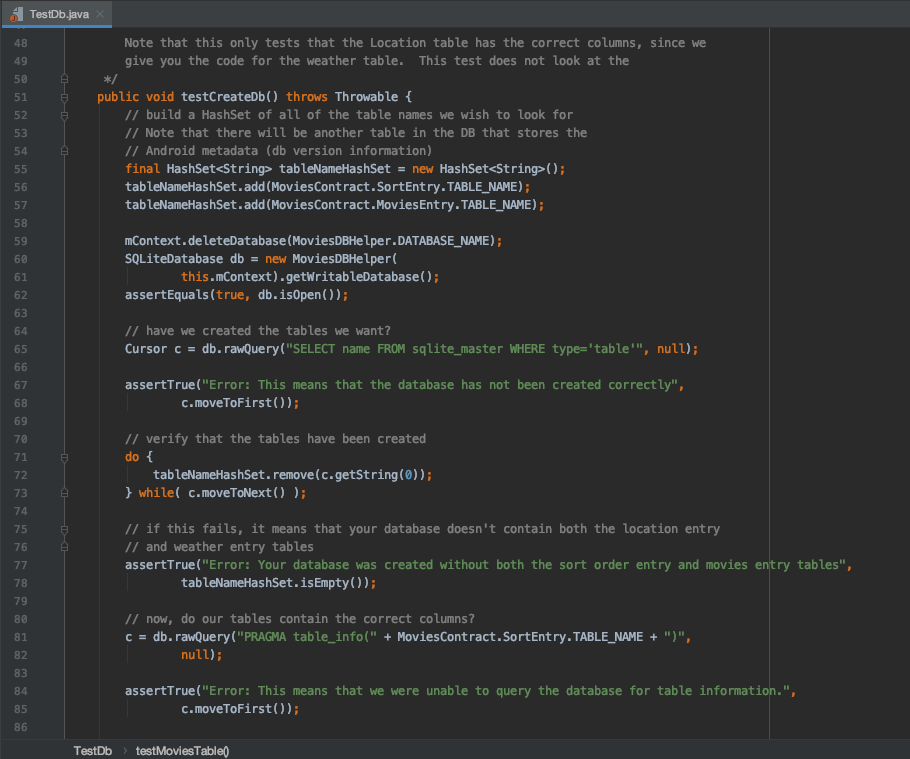 TestDb.java
48 Note that this only tests that the Location table has the correct columns, since we
49 give you the code for the weather table.  This test does not look at the
50 */
51 public void testCreateDb() throws Throwable {
52 // build a HashSet of all of the table names we wish to look for
53 // Note that there will be another table in the DB that stores the
54 // Android metadata (db version information)
55 final HashSet<String> tableNameHashSet = new HashSet<String>();
56 tableNameHashSet.add(MoviesContract.SortEntry.TABLE_NAME);
57 tableNameHashSet.add(MoviesContract.MoviesEntry.TABLE_NAME);
58
59 mContext.deleteDatabase(MoviesDBHelper.DATABASE_NAME);
60 SQLiteDatabase db = new MoviesDBHelper(
61 this.mContext).getWritableDatabase();
62 assertEquals(true, db.isOpen());
63
64 // have we created the tables we want?
65 Cursor c = db.rawQuery("SELECT name FROM sqlite_master WHERE type='table'", null);
66
67 assertTrue("Error: This means that the database has not been created correctly",
68 c.moveToFirst());
69
70 // verify that the tables have been created
71 do {
72 tableNameHashSet.remove(c.getString(0));
73 } while( c.moveToNext() );
74
75 // if this fails, it means that your database doesn't contain both the location entry
76 // and weather entry tables
77 assertTrue("Error: Your database was created without both the sort order entry and movies entry tables",
78 tableNameHashSet.isEmpty());
79
80 // now, do our tables contain the correct columns?
81 c = db.rawQuery("PRAGMA table_info(" + MoviesContract.SortEntry.TABLE_NAME + ")",
82 null);
83
84 assertTrue("Error: This means that we were unable to query the database for table information.",
85 c.moveToFirst());
86
TestDb › testMoviesTable()